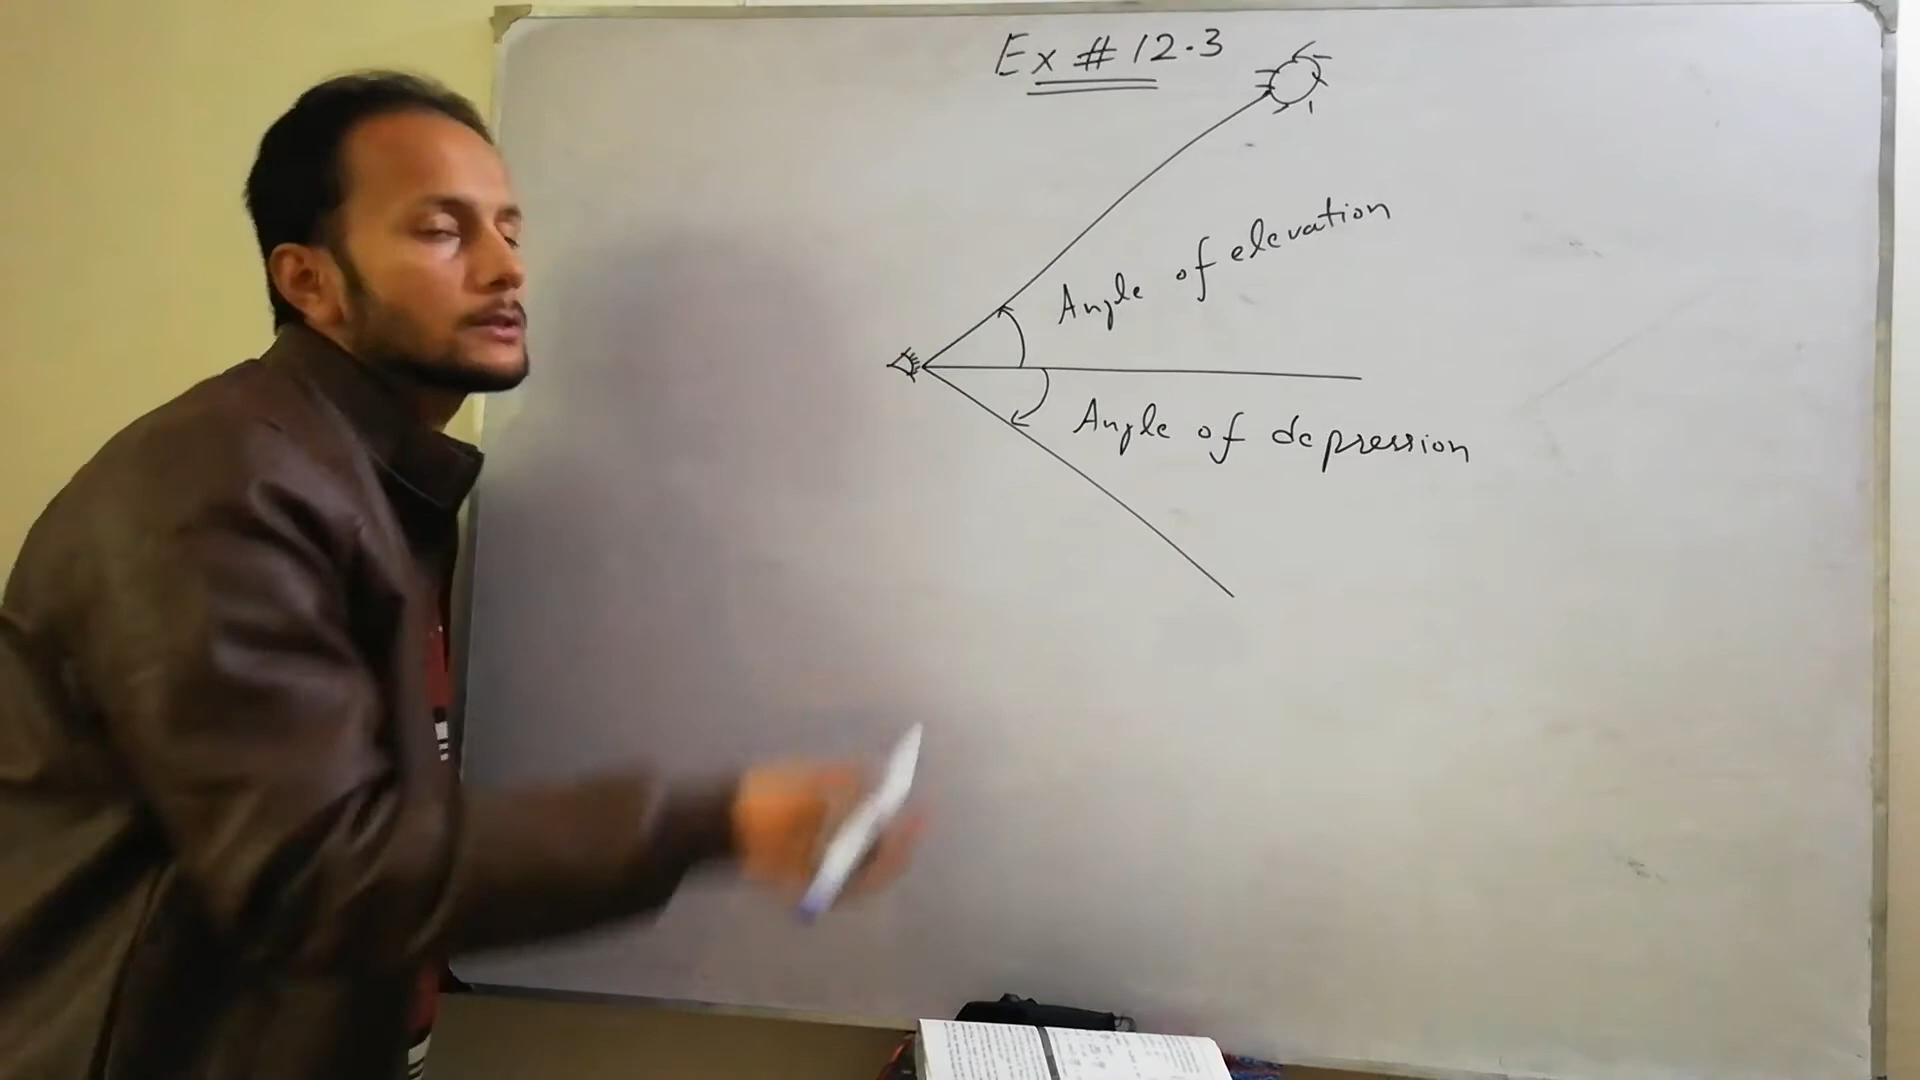 Ex # 12.3
Angle of elevation
Angle of depression